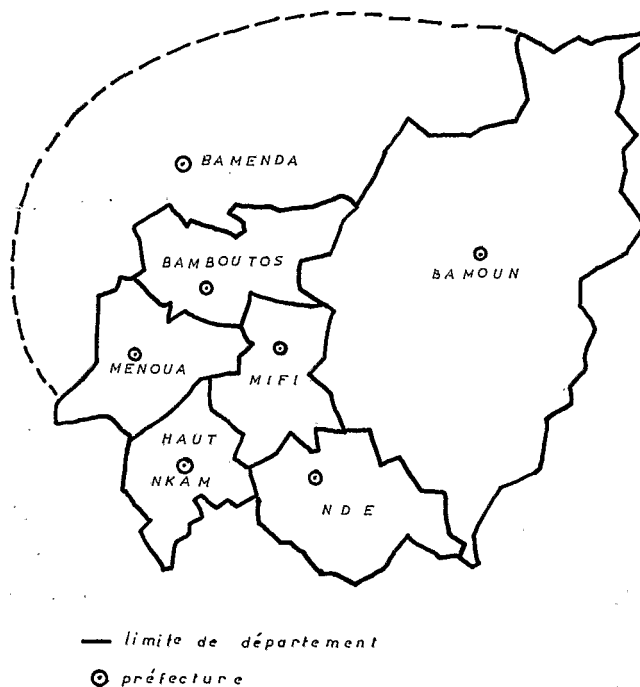 BAMENDA
BAMBOUTOS
BAMOUN
MENOUA
MIFI
HAUT
NKAM
NDE
limite de département
préfecture